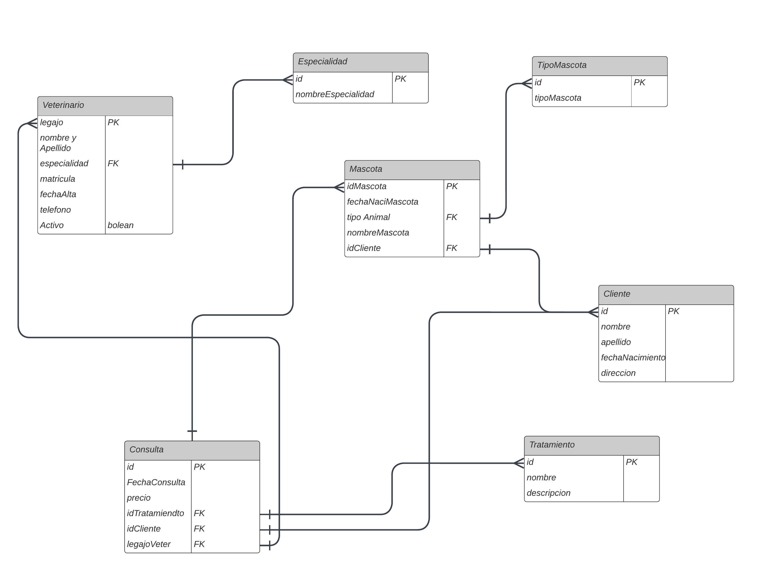 Especialidad
id PK
nombreEspecialidad
TipoMascota
id PK
tipoMascota
Veterinario
legajo PK
nombre y
Apellido
especialidad FK
matricula
fechaAlta
telefono
Activo bolean
Mascota
idMascota PK
fechaNaciMascota
tipo Animal FK
nombreMascota
idCliente FK
Cliente
id PK
nombre
apellido
fechaNacimiento
direccion
Consulta
id PK
FechaConsulta
precio
idTratamiendto FK
idCliente FK
legajoVeter FK
Tratamiento
id PK
nombre
descripcion